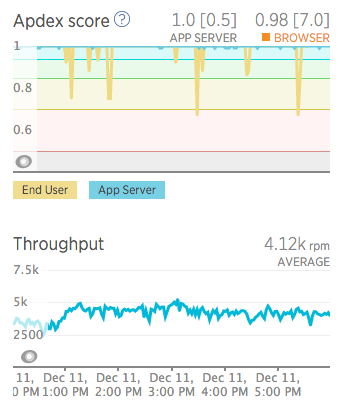 Apdex score ? 1.0 [0.5] 0.98 [7.0]
APP SERVER BROWSER
1
0.8
0.6
End User App Server
Throughput 4.12k rpm
AVERAGE
7.5k
5k
2500
11, Dec 11, Dec 11, Dec 11, Dec 11, Dec 11,
0 PM 1:00 PM 2:00 PM 3:00 PM 4:00 PM 5:00 PM